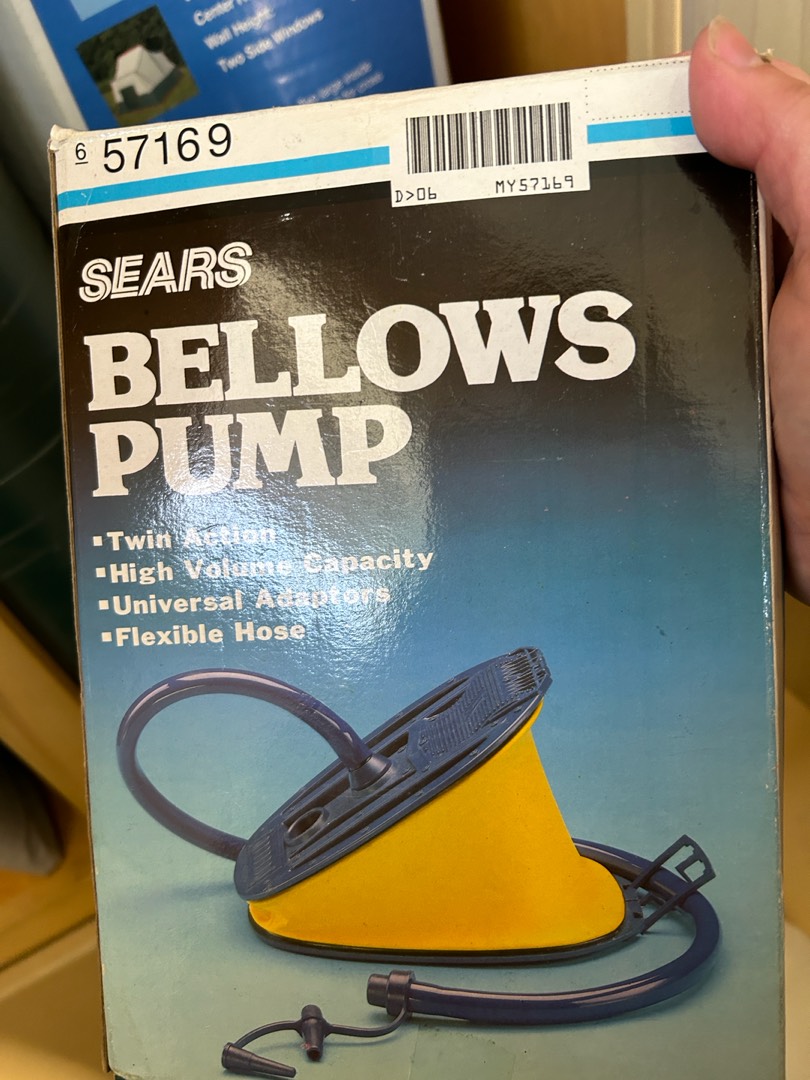 Center
Wall Height:
Two Side Windows
6 57169
D>06 MY57169
SEARS
BELLOWS
PUMP
▪Twin Action
▪High Volume Capacity
▪Universal Adaptors
▪Flexible Hose